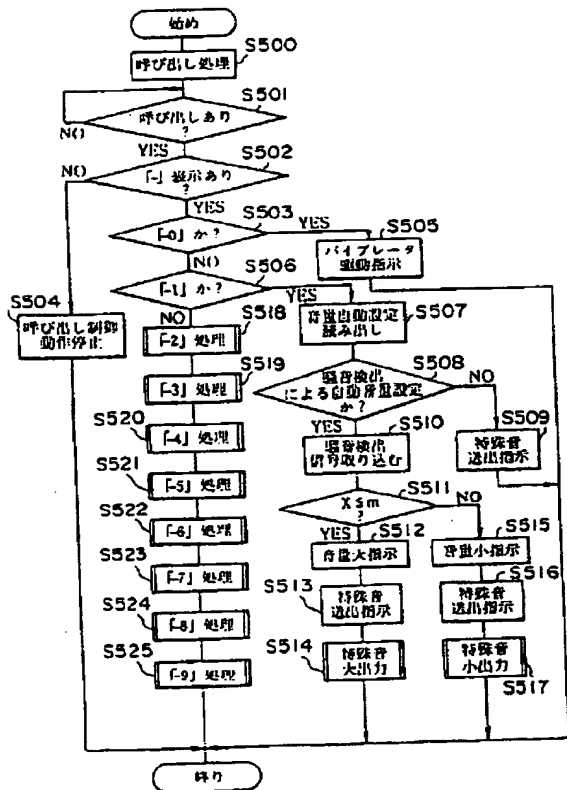 始め
S500
呼び出し処理
S501
呼び出しあり
?
NO
YES
S502
「-」表示あり
?
NO
YES
S503
「-0」か?
YES
S505
バイブレータ
駆動指示
NO
S506
「-1」か?
YES
S507
音量自動設定
読み出し
S504
呼び出し制御
動作停止
NO
S518
「-2」処理
S508
騒音検出
による自動音量設定
か?
NO
S519
「-3」処理
YES
S510
騒音検出
信号取り込む
S509
特殊音
送出指示
S520
「-4」処理
S521
「-5」処理
S511
X≦m
?
NO
S522
「-6」処理
YES
S512
音量大指示
S515
音量小指示
S523
「-7」処理
S513
特殊音
送出指示
S516
特殊音
送出指示
S524
「-8」処理
S514
特殊音
大出力
特殊音
小出力
S517
S525
「-9」処理
終り